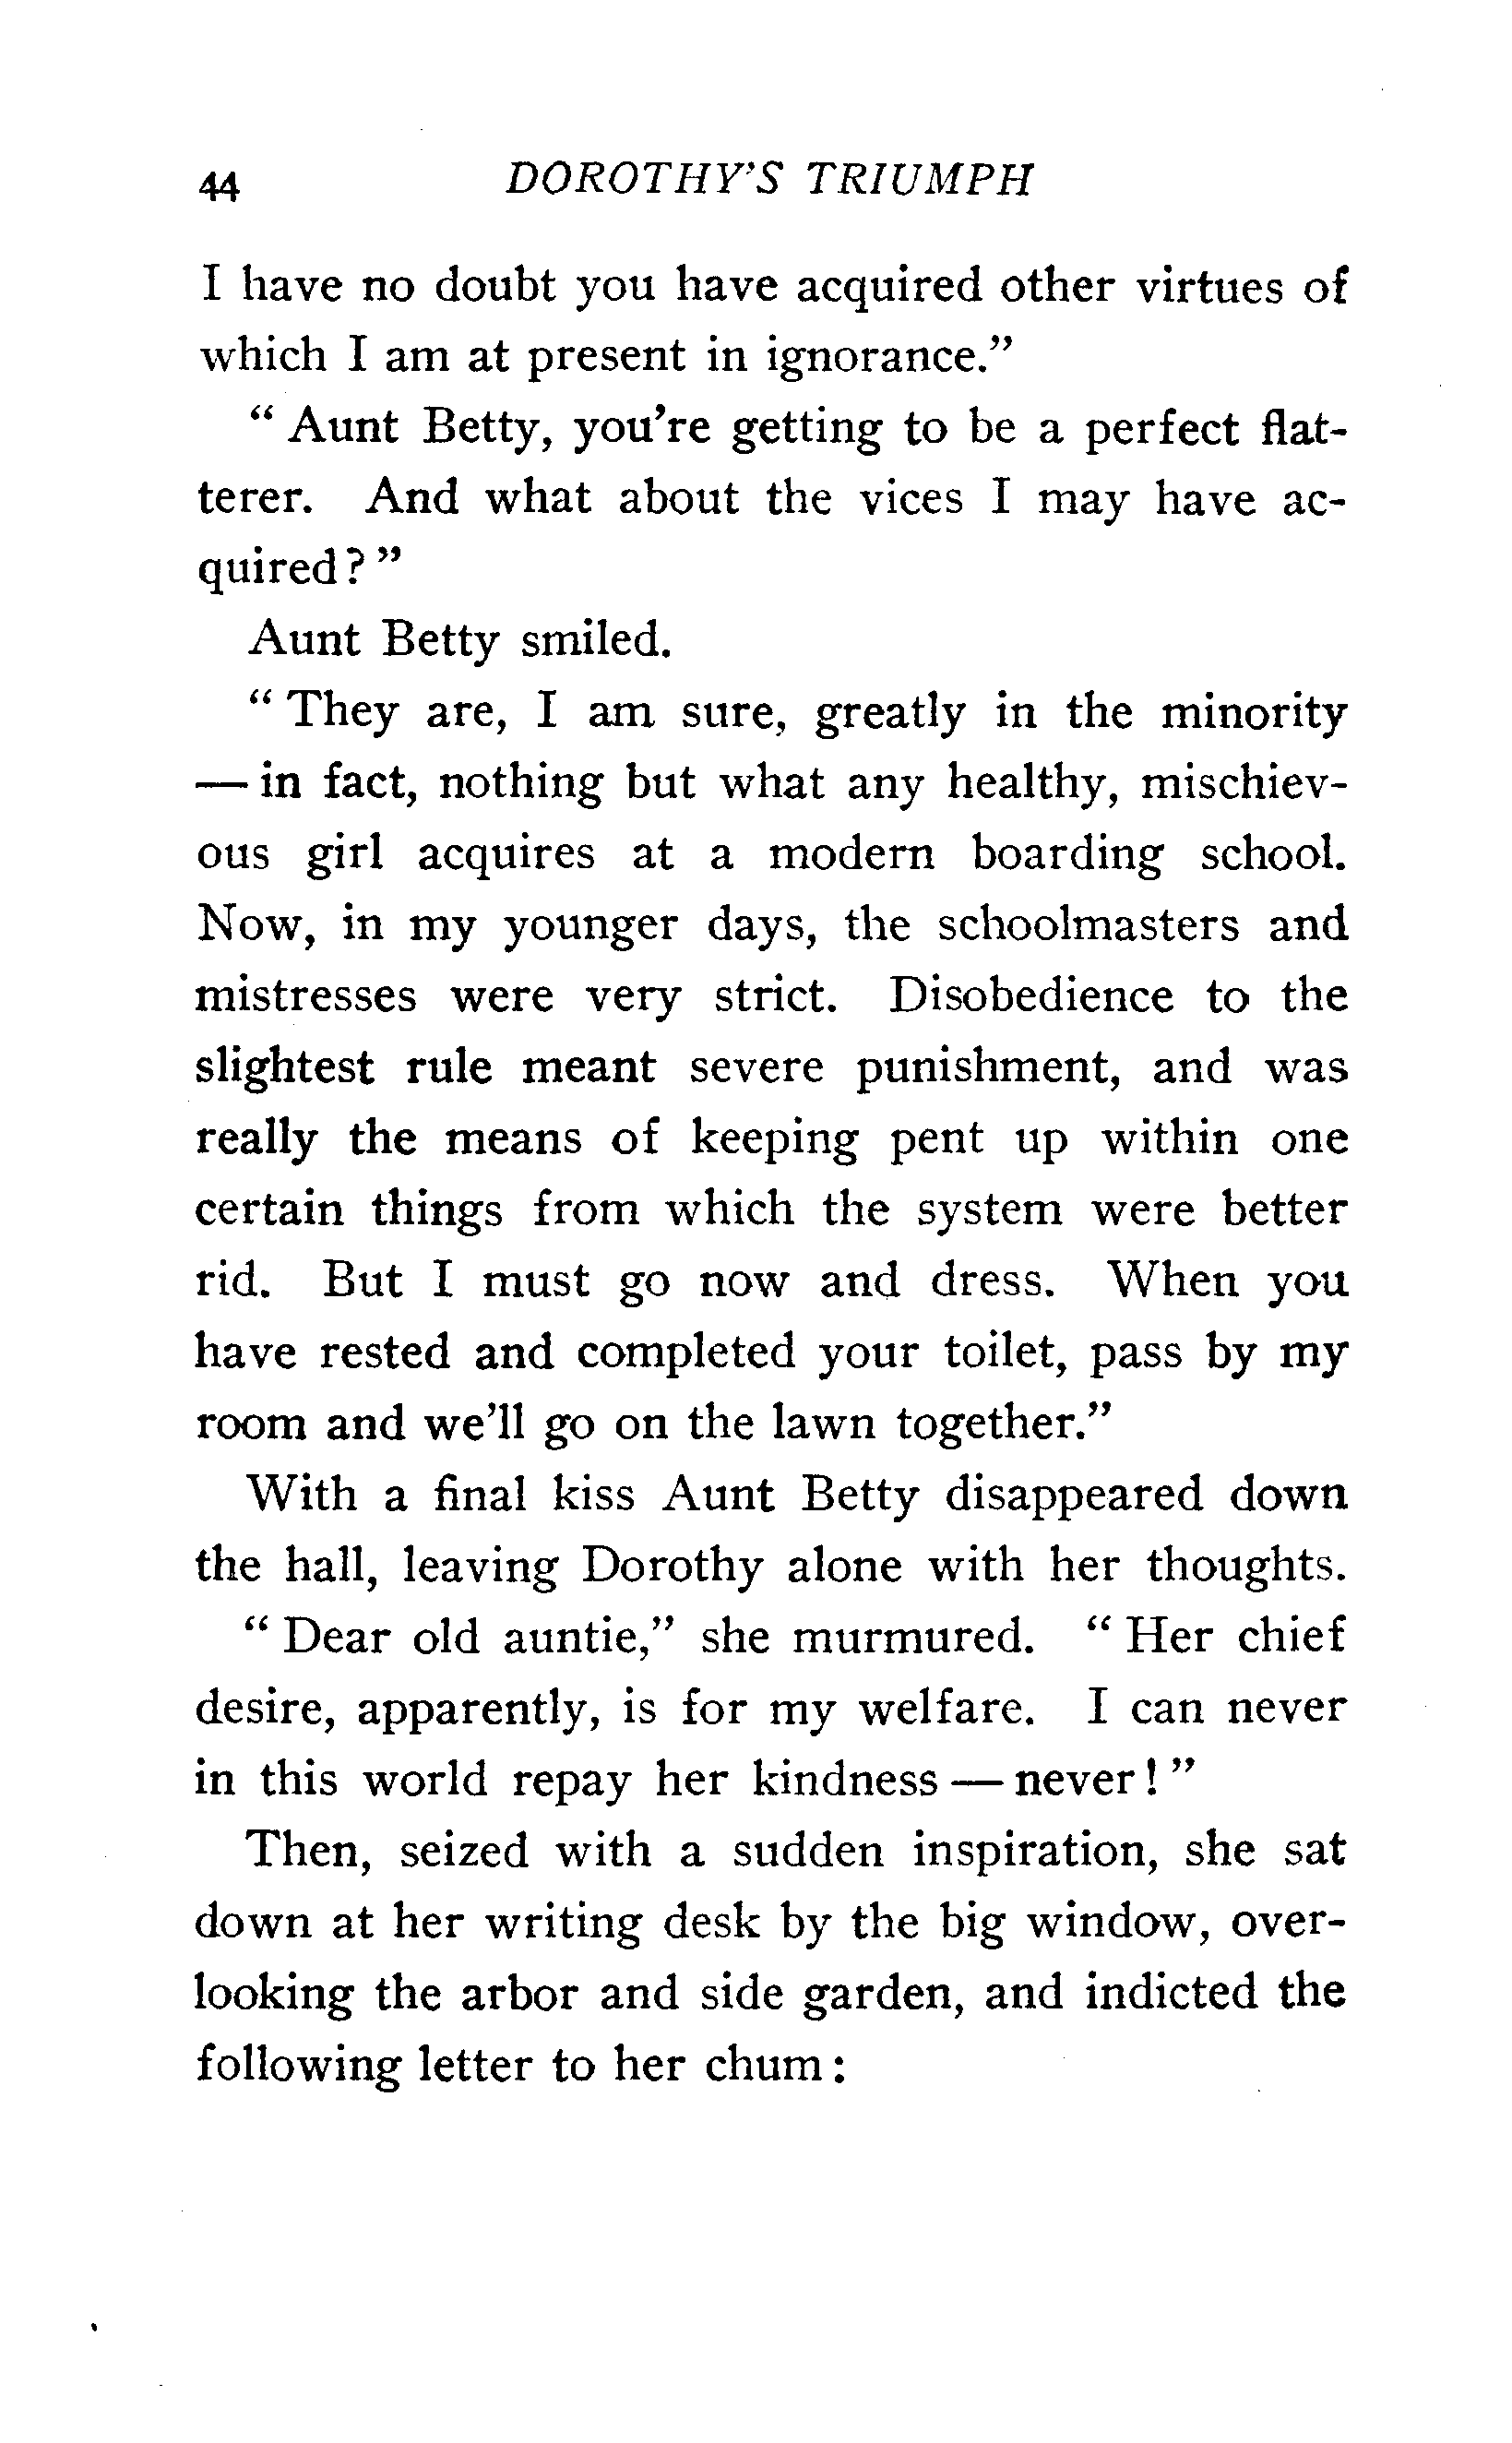 44 DOROTHY'S TRIUMPH
I have no doubt you have acquired other virtues of
which I am at present in ignorance."
" Aunt Betty, you're getting to be a perfect flat-
terer. And what about the vices I may have ac-
quired? "
Aunt Betty smiled.
" They are, I am sure, greatly in the minority
— in fact, nothing but what any healthy, mischiev-
ous girl acquires at a modern boarding school.
Now, in my younger days, the schoolmasters and
mistresses were very strict. Disobedience to the
slightest rule meant severe punishment, and was
really the means of keeping pent up within one
certain things from which the system were better
rid. But I must go now and dress. When you
have rested and completed your toilet, pass by my
room and we'll go on the lawn together."
With a final kiss Aunt Betty disappeared down
the hall, leaving Dorothy alone with her thoughts.
" Dear old auntie," she murmured. " Her chief
desire, apparently, is for my welfare. I can never
in this world repay her kindness — never! "
Then, seized with a sudden inspiration, she sat
down at her writing desk by the big window, over-
looking the arbor and side garden, and indicted the
following letter to her chum: